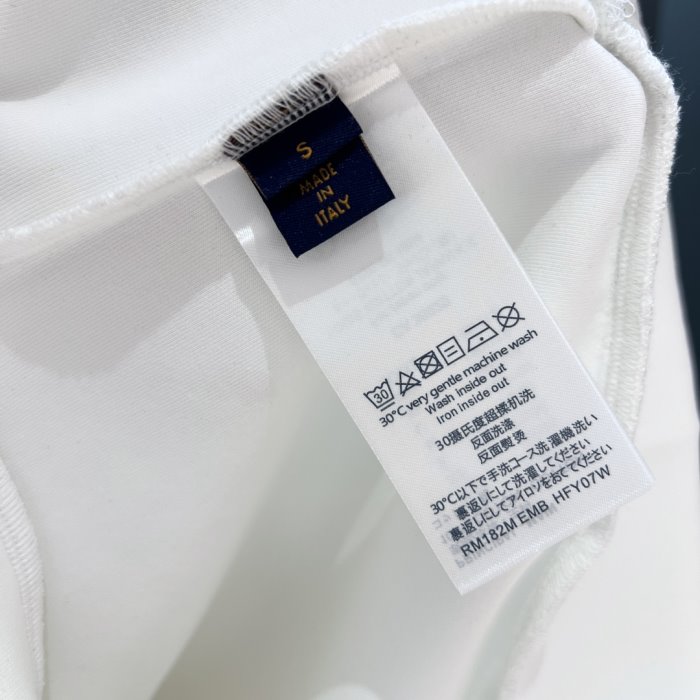 S
MADE
IN
ITALY
30
30°C very gentle machine wash
Wash inside out
Iron inside out
30摄氏度超揉机洗
反面洗涤
反面熨烫
30℃以下で手洗コース洗濯機洗い
裏返しにして洗濯してください
裏返しにしてアイロンをおてください
RM182M EMB HFY07W